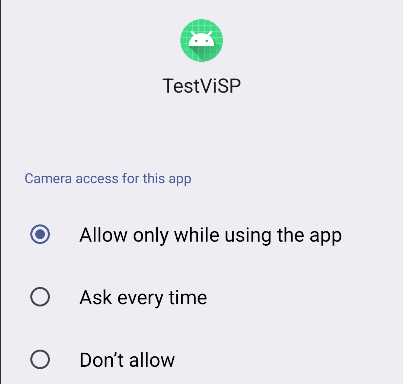 TestViSP
Camera access for this app
Allow only while using the app
Ask every time
Don’t allow